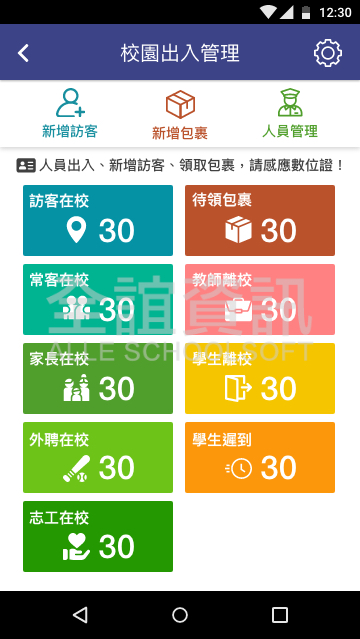 12:30
校園出入管理
新增訪客
新增包裹
人員管理
人員出入、新增訪客、領取包裹，請感應數位證！
訪客在校
30
待領包裹
30
常客在校
30
教師離校
30
全誼資訊
ALLE SCHOOLSOFT
家長在校
30
學生離校
30
外聘在校
30
學生遲到
30
志工在校
30